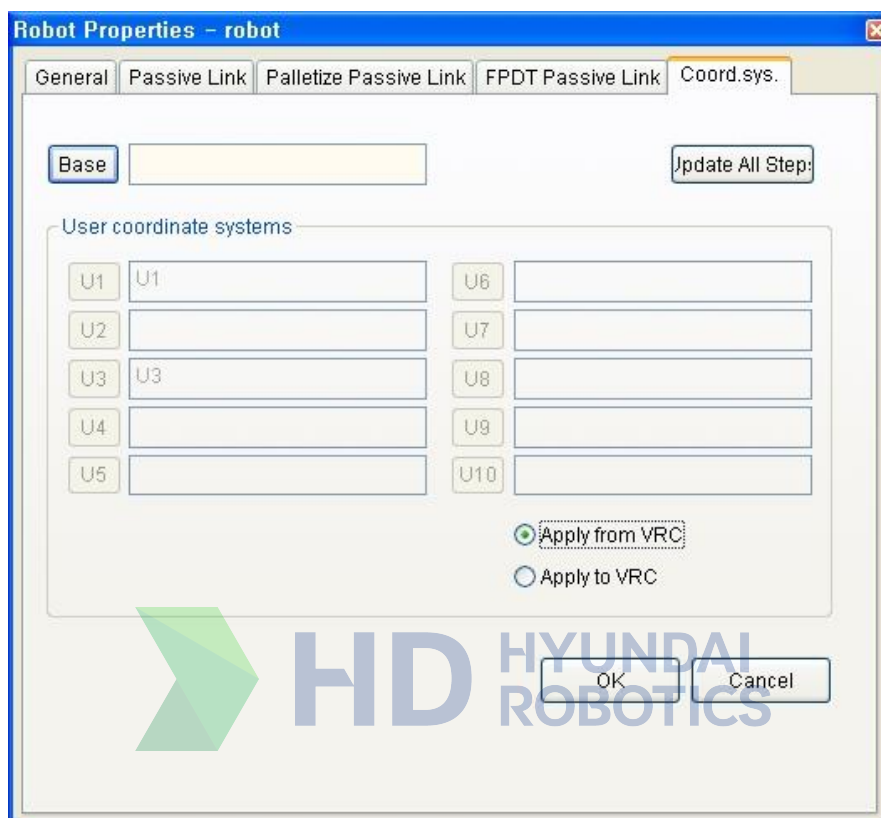 Robot Properties - robot
General Passive Link Palletize Passive Link FPDT Passive Link Coord.sys.
Base Update All Steps
User coordinate systems
U1 U1 U6
U2 U7
U3 U3 U8
U4 U9
U5 U10
Apply from VRC
Apply to VRC
HD HYUNDAI
ROBOTICS
OK Cancel